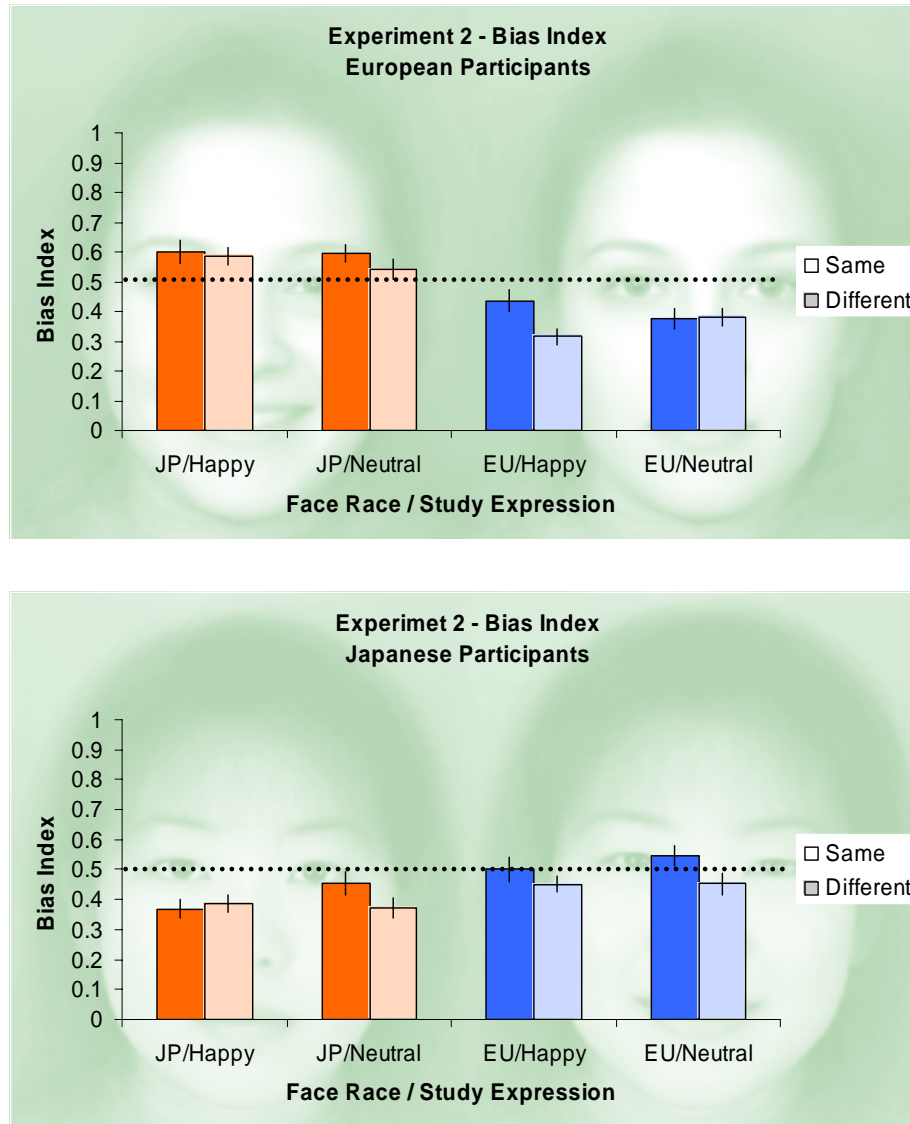 Experiment 2 - Bias Index
European Participants
1
0.9
0.8
0.7
0.6
0.5
0.4
0.3
0.2
0.1
0
Bias Index
JP/Happy JP/Neutral EU/Happy EU/Neutral
Face Race / Study Expression
Same
Different
Experimet 2 - Bias Index
Japanese Participants
1
0.9
0.8
0.7
0.6
0.5
0.4
0.3
0.2
0.1
0
Bias Index
JP/Happy JP/Neutral EU/Happy EU/Neutral
Face Race / Study Expression
Same
Different